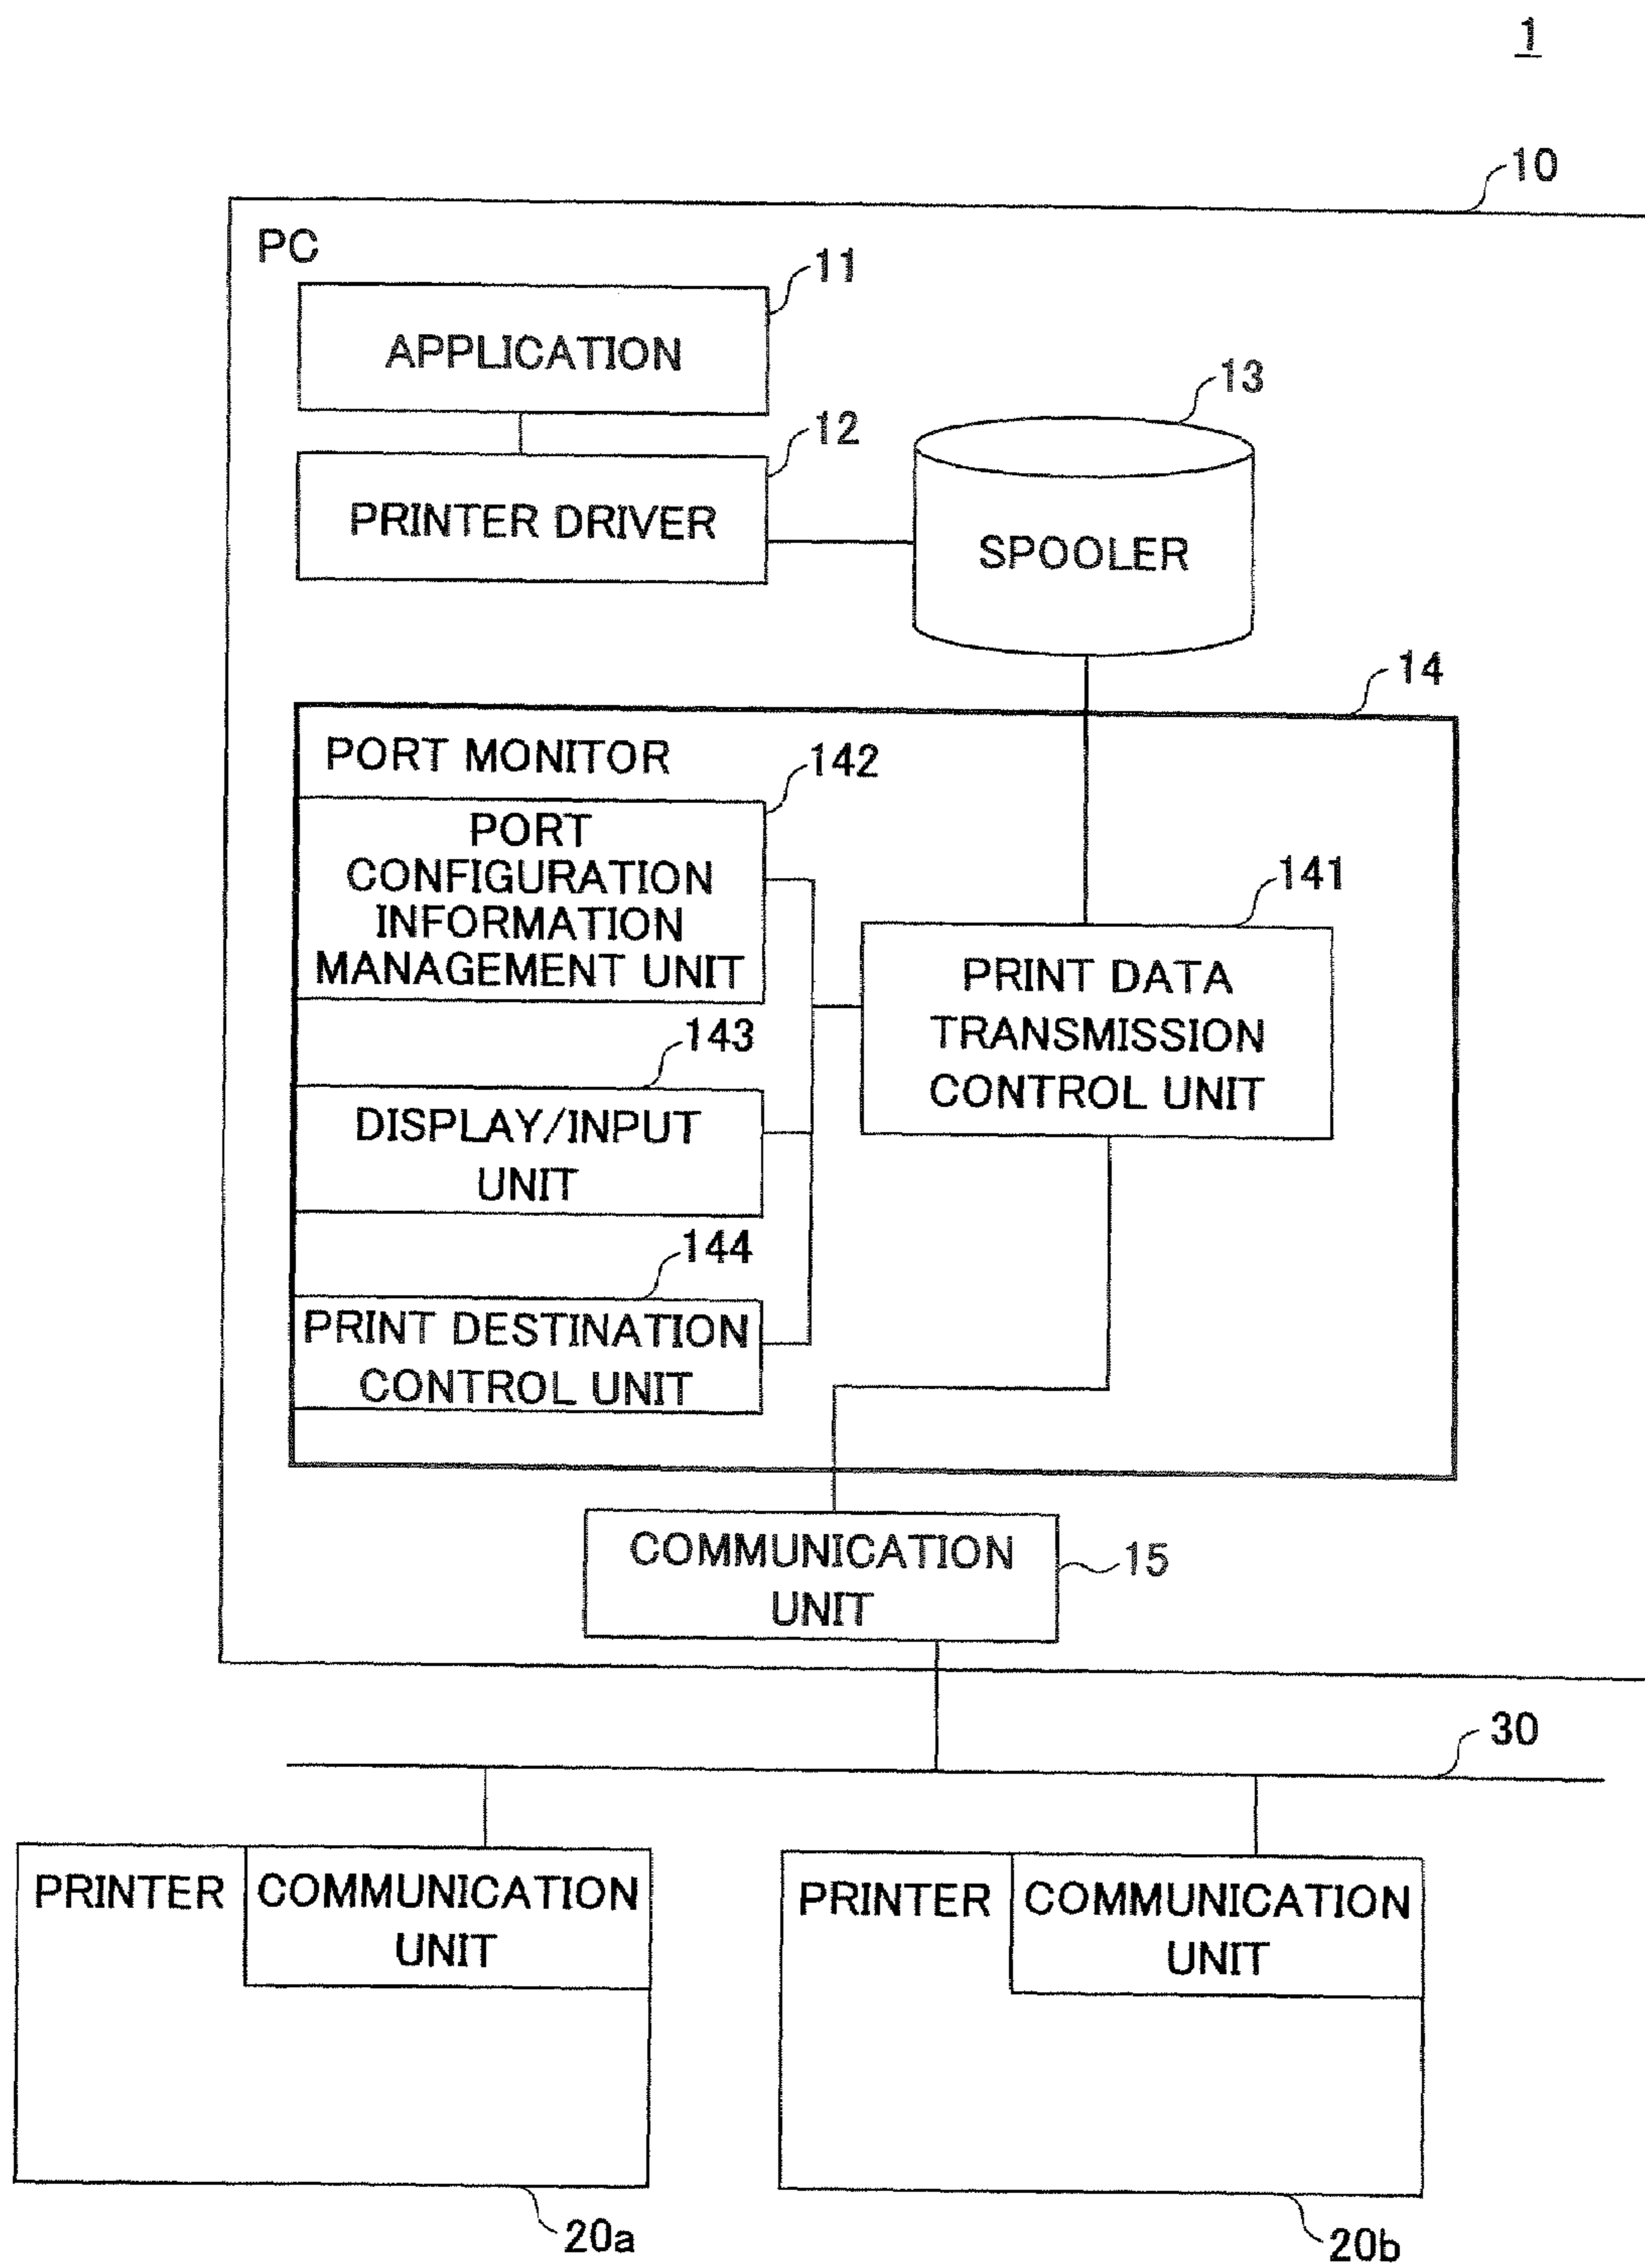 1
10
PC
11
APPLICATION
12
PRINTER DRIVER
13
SPOOLER
14
PORT MONITOR
142
PORT
CONFIGURATION
INFORMATION
MANAGEMENT UNIT
141
PRINT DATA
TRANSMISSION
CONTROL UNIT
143
DISPLAY/INPUT
UNIT
144
PRINT DESTINATION
CONTROL UNIT
COMMUNICATION
UNIT
15
30
PRINTER
COMMUNICATION
UNIT
20a
PRINTER
COMMUNICATION
UNIT
20b